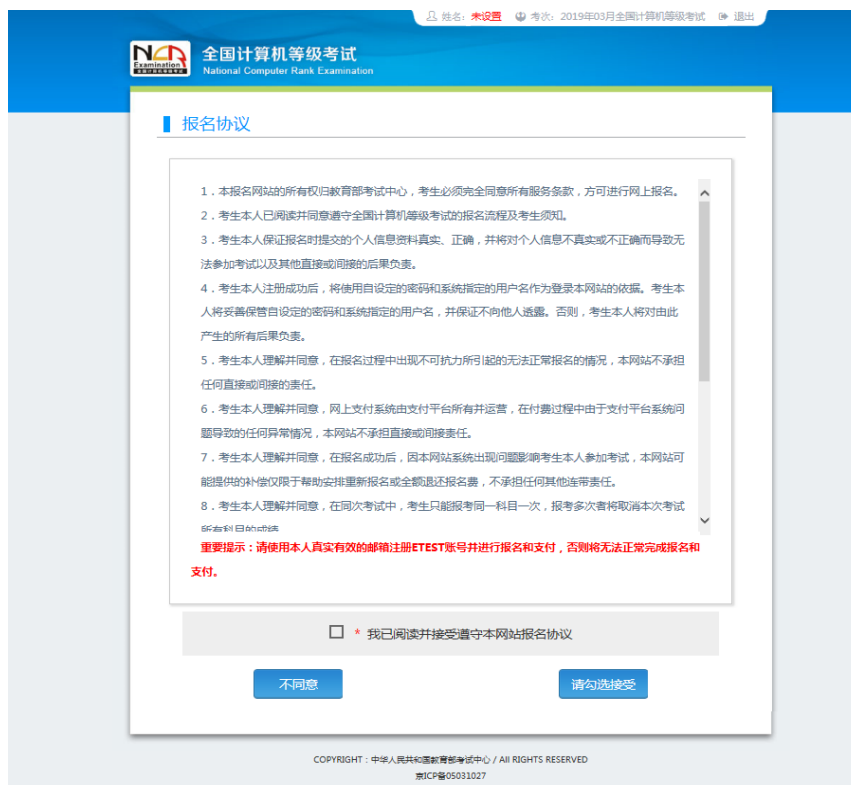 姓名：未设置 考次：2019年03月全国计算机等级考试 退出
NCR
Examination
全国计算机等级考试
全国计算机等级考试
National Computer Rank Examination
报名协议
1．本报名网站的所有权归教育部考试中心，考生必须完全同意所有服务条款，方可进行网上报名。
2．考生本人已阅读并同意遵守全国计算机等级考试的报名流程及考生须知。
3．考生本人保证报名时提交的个人信息资料真实、正确，并将对个人信息不真实或不正确而导致无
法参加考试以及其他直接或间接的后果负责。
4．考生本人注册成功后，将使用自设定的密码和系统指定的用户名作为登录本网站的依据。考生本
人将妥善保管自设定的密码和系统指定的用户名，并保证不向他人透露。否则，考生本人将对由此
产生的所有后果负责。
5．考生本人理解并同意，在报名过程中出现不可抗力所引起的无法正常报名的情况，本网站不承担
任何直接或间接的责任。
6．考生本人理解并同意，网上支付系统由支付平台所有并运营，在付费过程中由于支付平台系统问
题导致的任何异常情况，本网站不承担直接或间接责任。
7．考生本人理解并同意，在报名成功后，因本网站系统出现问题影响考生本人参加考试，本网站可
能提供的补偿仅限于帮助安排重新报名或全额退还报名费，不承担任何其他连带责任。
8．考生本人理解并同意，在同次考试中，考生只能报考同一科目一次，报考多次者将取消本次考试
所有科目的成绩
重要提示：请使用本人真实有效的邮箱注册ETEST账号并进行报名和支付，否则将无法正常完成报名和
支付。
* 我已阅读并接受遵守本网站报名协议
不同意
请勾选接受
COPYRIGHT：中华人民共和国教育部考试中心 / All RIGHTS RESERVED
京ICP备05031027